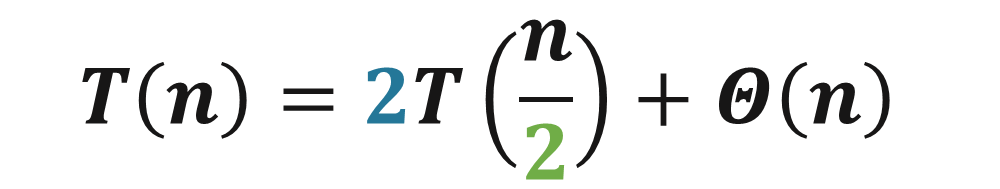 T(n) = 2T(n/2) + Θ(n)